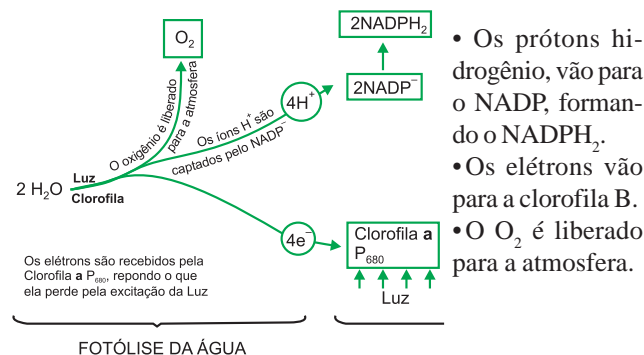 O₂
2NADPH₂
2NADP⁻
4H⁺
O oxigênio é liberado
para a atmosfera
Os íons H⁺ são
captados pelo NADP⁻
2 H₂O
Luz
Clorofila
4e⁻
Clorofila a
P₆₈₀
Luz
Os elétrons são recebidos pela
Clorofila a P₆₈₀, repondo o que
ela perde pela excitação da Luz
FOTÓLISE DA ÁGUA
• Os prótons hi-
drogênio, vão para
o NADP, forman-
do o NADPH₂.
•Os elétrons vão
para a clorofila B.
•O O₂ é liberado
para a atmosfera.